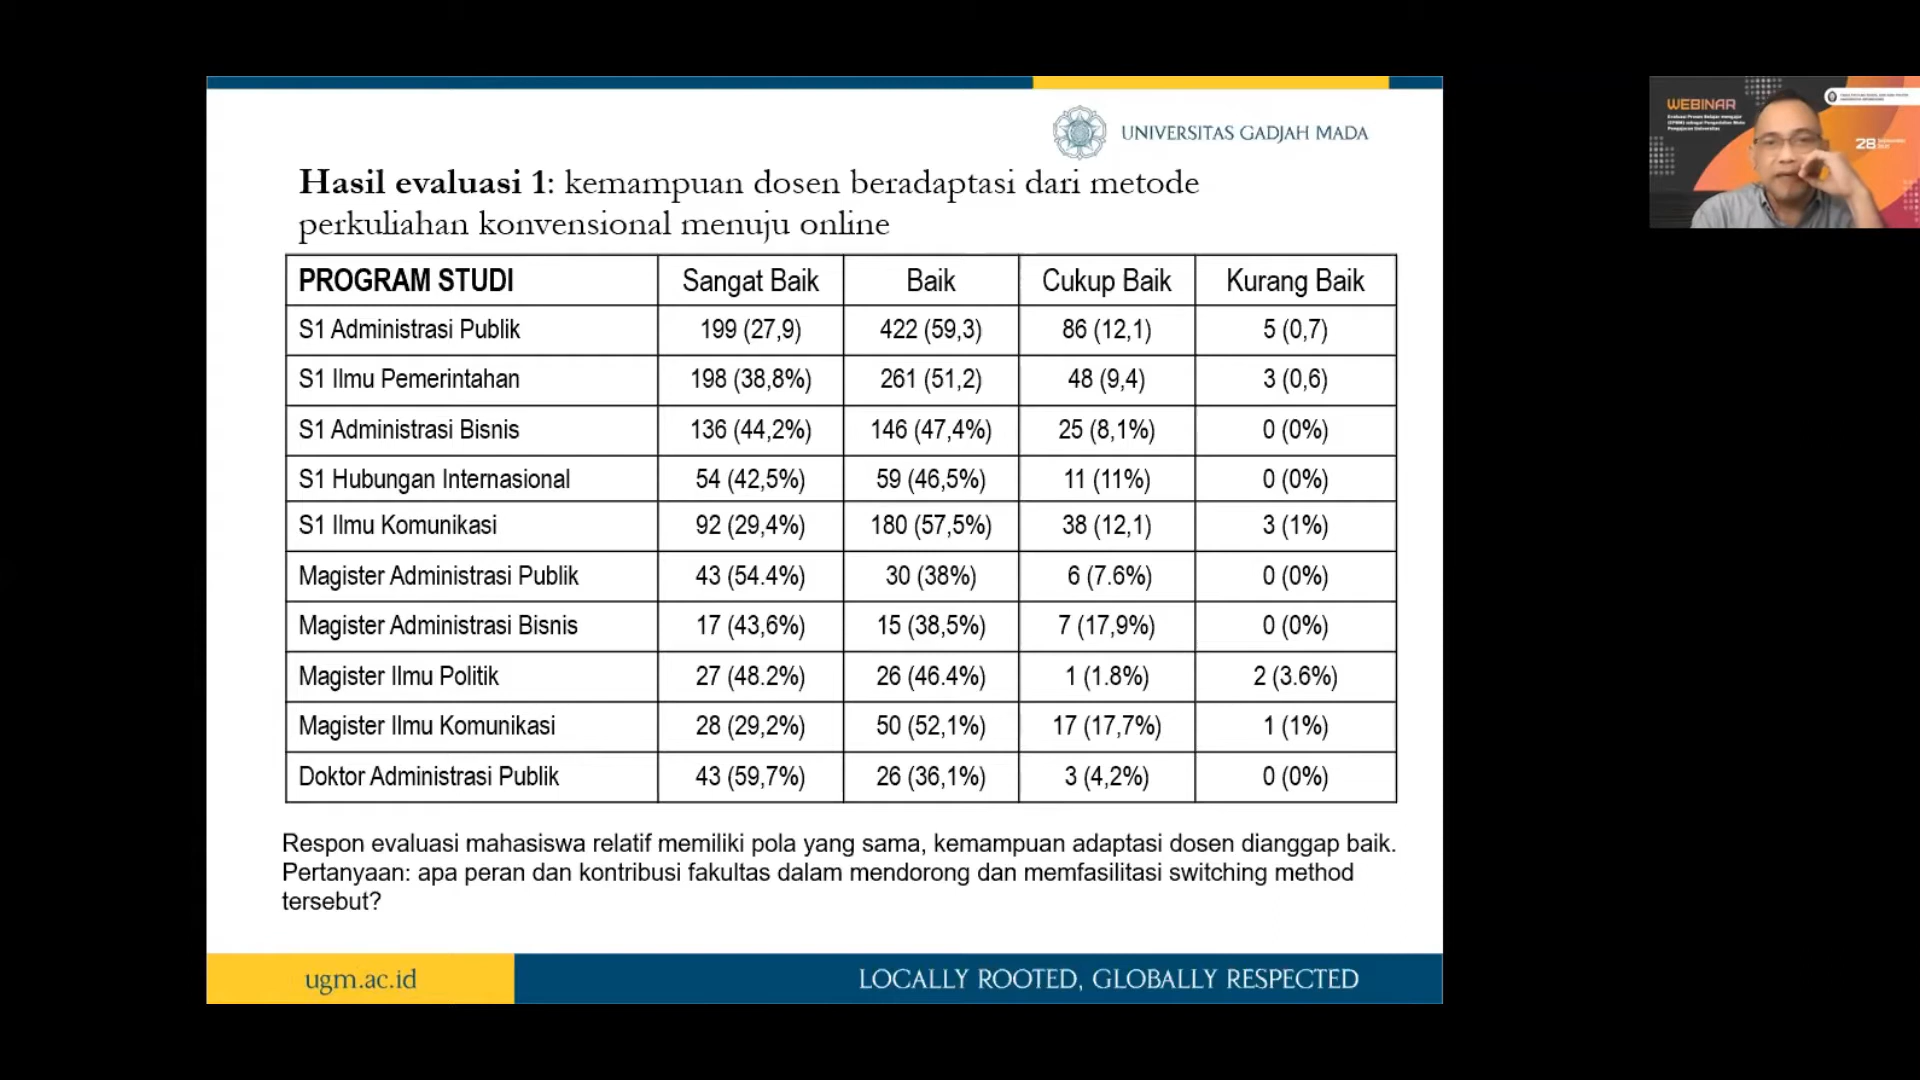 UNIVERSITAS GADJAH MADA
Hasil evaluasi 1: kemampuan dosen beradaptasi dari metode
perkuliahan konvensional menuju online
PROGRAM STUDI Sangat Baik Baik Cukup Baik Kurang Baik
S1 Administrasi Publik 199 (27,9) 422 (59,3) 86 (12,1) 5 (0,7)
S1 Ilmu Pemerintahan 198 (38,8%) 261 (51,2) 48 (9,4) 3 (0,6)
S1 Administrasi Bisnis 136 (44,2%) 146 (47,4%) 25 (8,1%) 0 (0%)
S1 Hubungan Internasional 54 (42,5%) 59 (46,5%) 11 (11%) 0 (0%)
S1 Ilmu Komunikasi 92 (29,4%) 180 (57,5%) 38 (12,1) 3 (1%)
Magister Administrasi Publik 43 (54.4%) 30 (38%) 6 (7.6%) 0 (0%)
Magister Administrasi Bisnis 17 (43,6%) 15 (38,5%) 7 (17,9%) 0 (0%)
Magister Ilmu Politik 27 (48.2%) 26 (46.4%) 1 (1.8%) 2 (3.6%)
Magister Ilmu Komunikasi 28 (29,2%) 50 (52,1%) 17 (17,7%) 1 (1%)
Doktor Administrasi Publik 43 (59,7%) 26 (36,1%) 3 (4,2%) 0 (0%)
Respon evaluasi mahasiswa relatif memiliki pola yang sama, kemampuan adaptasi dosen dianggap baik.
Pertanyaan: apa peran dan kontribusi fakultas dalam mendorong dan memfasilitasi switching method
tersebut?
ugm.ac.id
LOCALLY ROOTED, GLOBALLY RESPECTED
WEBINAR
28